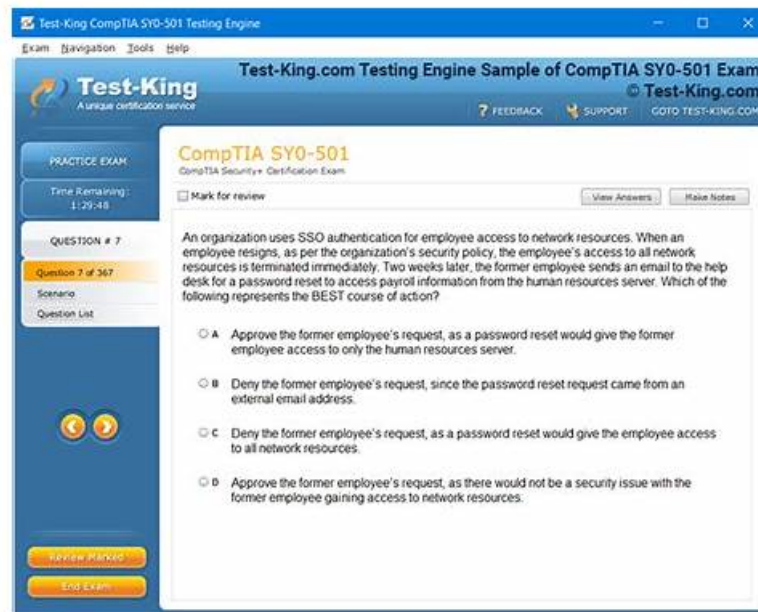 Test-King CompTIA SY0-501 Testing Engine
Exam Navigation Tools Help
Test-King.com Testing Engine Sample of CompTIA SY0-501 Exam
© Test-King.com
Test-King
A unique certification service
? FEEDBACK SUPPORT GOTO TEST-KING.COM
PRACTICE EXAM
Time Remaining:
1:29:48
QUESTION # 7
Question 7 of 367
Scenario
Question List
Review Marked
End Exam
CompTIA SY0-501
CompTIA Security+ Certification Exam
Mark for review
View Answers Make Notes
An organization uses SSO authentication for employee access to network resources. When an
employee resigns, as per the organization's security policy, the employee's access to all network
resources is terminated immediately. Two weeks later, the former employee sends an email to the help
desk for a password reset to access payroll information from the human resources server. Which of the
following represents the BEST course of action?
A Approve the former employee's request, as a password reset would give the former
employee access to only the human resources server.
B Deny the former employee's request, since the password reset request came from an
external email address.
C Deny the former employee's request, as a password reset would give the employee access
to all network resources.
D Approve the former employee's request, as there would not be a security issue with the
former employee gaining access to network resources.